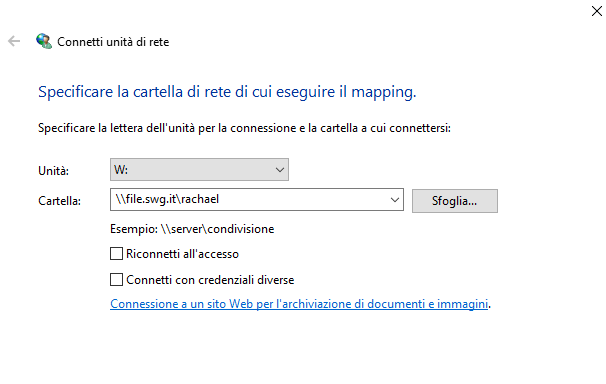 Connetti unità di rete
Specificare la cartella di rete di cui eseguire il mapping.
Specificare la lettera dell'unità per la connessione e la cartella a cui connettersi:
Unità: W:
Cartella: \\file.swg.it\rachael Sfoglia...
Esempio: \\server\condivisione
Riconnetti all'accesso
Connetti con credenziali diverse
Connessione a un sito Web per l'archiviazione di documenti e immagini.